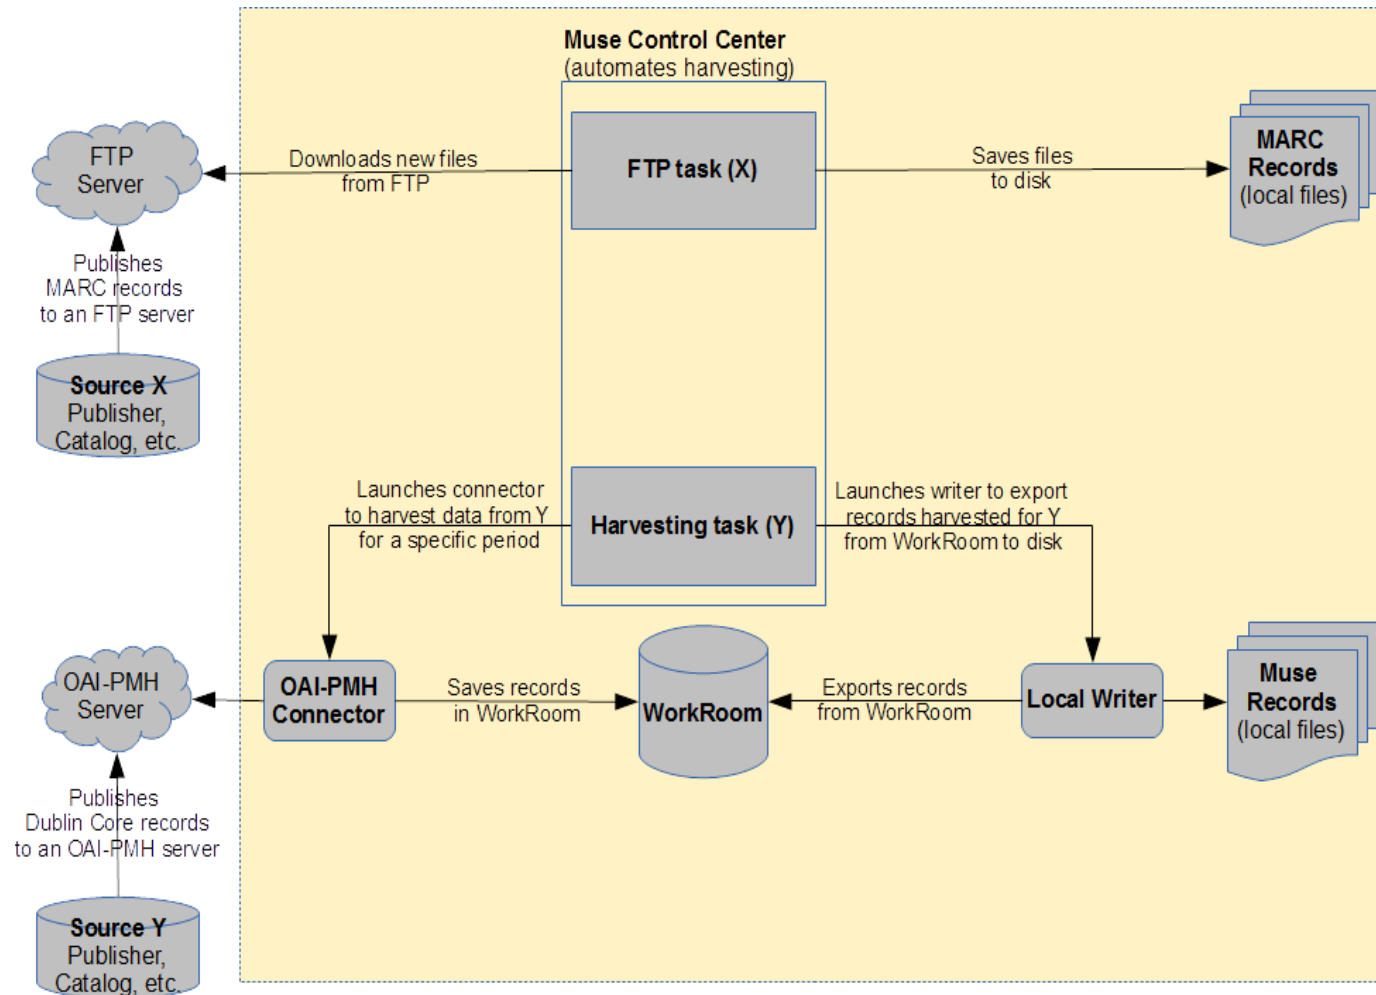 Muse Control Center
(automates harvesting)
FTP
Server
Downloads new files
from FTP
FTP task (X)
Saves files
to disk
MARC
Records
(local files)
Publishes
MARC records
to an FTP server
Source X
Publisher,
Catalog, etc.
Launches connector
to harvest data from Y
for a specific period
Harvesting task (Y)
Launches writer to export
records harvested for Y
from WorkRoom to disk
OAI-PMH
Server
OAI-PMH
Connector
Saves records
in WorkRoom
WorkRoom
Exports records
from WorkRoom
Local Writer
Muse
Records
(local files)
Publishes
Dublin Core records
to an OAI-PMH server
Source Y
Publisher,
Catalog, etc.